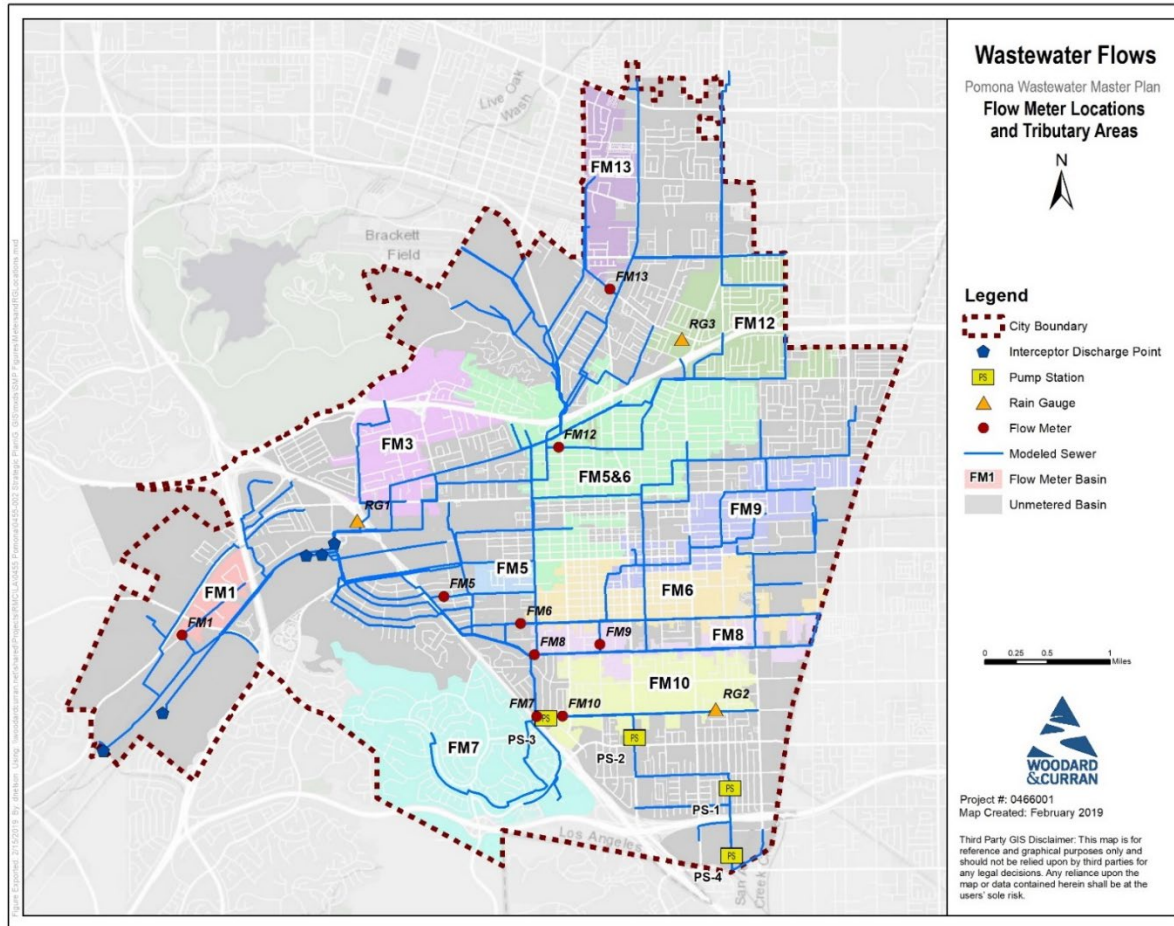 Wastewater Flows
Pomona Wastewater Master Plan
Flow Meter Locations
and Tributary Areas
N
Legend
City Boundary
Interceptor Discharge Point
PS Pump Station
Rain Gauge
Flow Meter
Modeled Sewer
FM1 Flow Meter Basin
Unmetered Basin
0 0.25 0.5 1
Miles
WOODARD
&CURRAN
Project #: 0466001
Map Created: February 2019
Third Party GIS Disclaimer: This map is for
reference and graphical purposes only and
should not be relied upon by third parties for
any legal decisions. Any reliance upon the
map or data contained herein shall be at the
users' sole risk.
Live Oak
Wash
FM13
Brackett
Field
FM13
RG3
FM12
FM3
FM12
FM5&6
RG1
FM9
FM5
FM5
FM1
FM6
FM6
FM1
FM8
FM9
FM8
FM10
RG2
FM7
PS
FM10
PS-3
PS
PS-2
FM7
PS
PS-1
Los Angeles
PS
PS-4
Creek